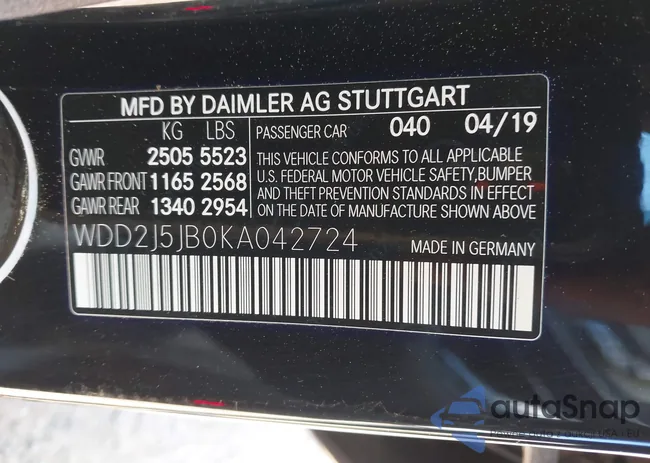 MFD BY DAIMLER AG STUTTGART
KG LBS
GVWR 2505 5523
GAWR FRONT 1165 2568
GAWR REAR 1340 2954
PASSENGER CAR 040 04/19
THIS VEHICLE CONFORMS TO ALL APPLICABLE
U.S. FEDERAL MOTOR VEHICLE SAFETY, BUMPER
AND THEFT PREVENTION STANDARDS IN EFFECT
ON THE DATE OF MANUFACTURE SHOWN ABOVE
WDD2J5JB0KA042724 MADE IN GERMANY
autoSnap